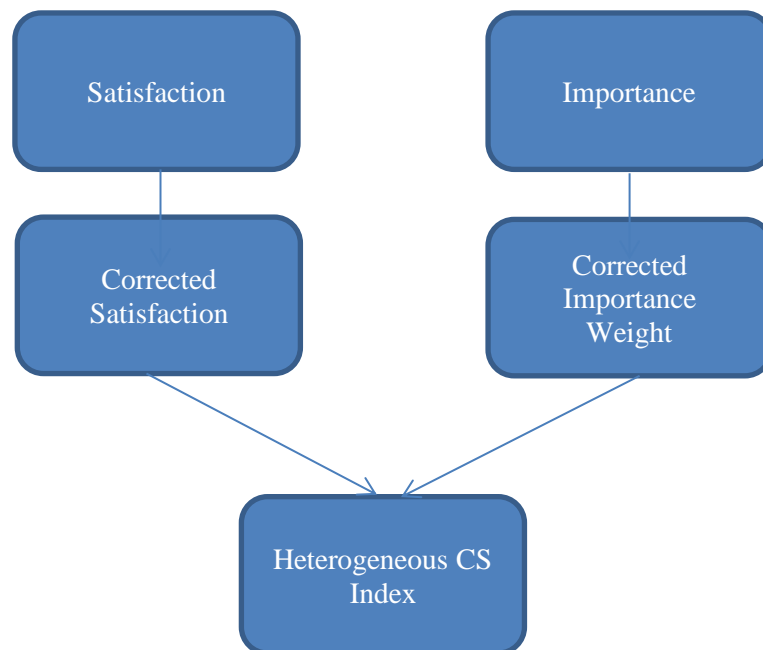 Satisfaction
Importance
Corrected
Satisfaction
Corrected
Importance
Weight
Heterogeneous CS
Index